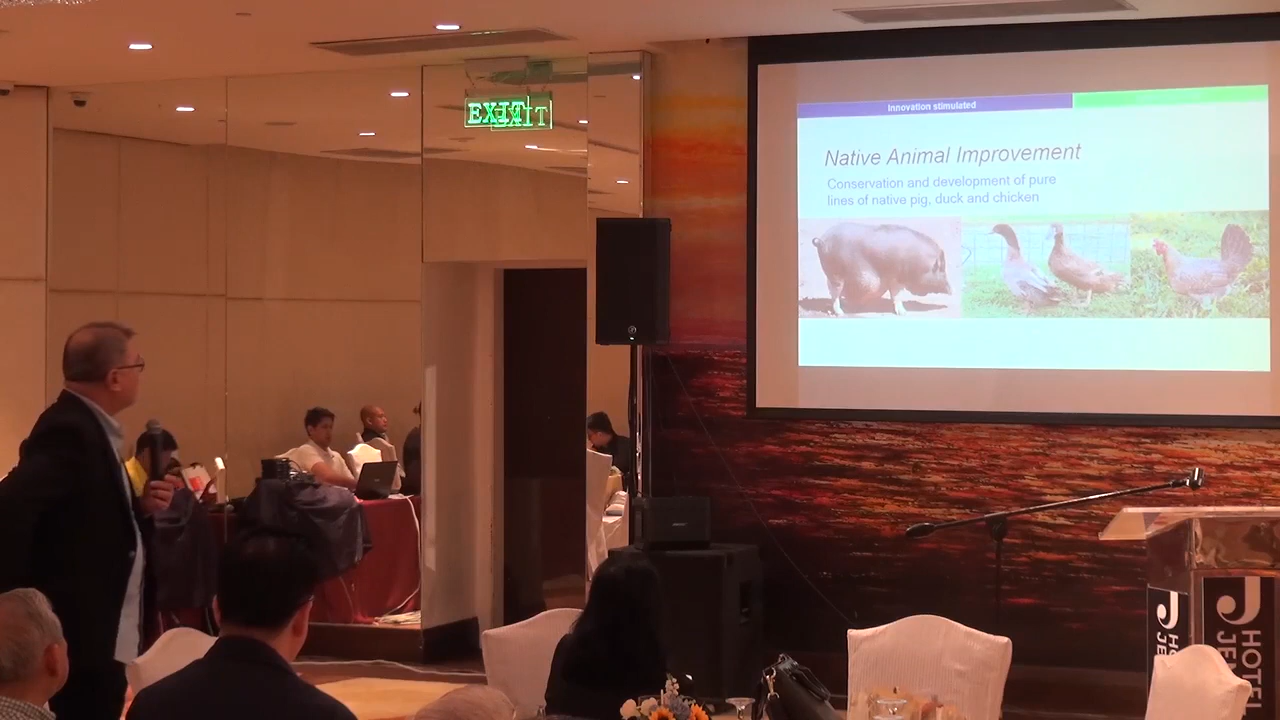 EXIT
Innovation stimulated
Native Animal Improvement
Conservation and development of pure
lines of native pig, duck and chicken
J
HOTEL
JEN